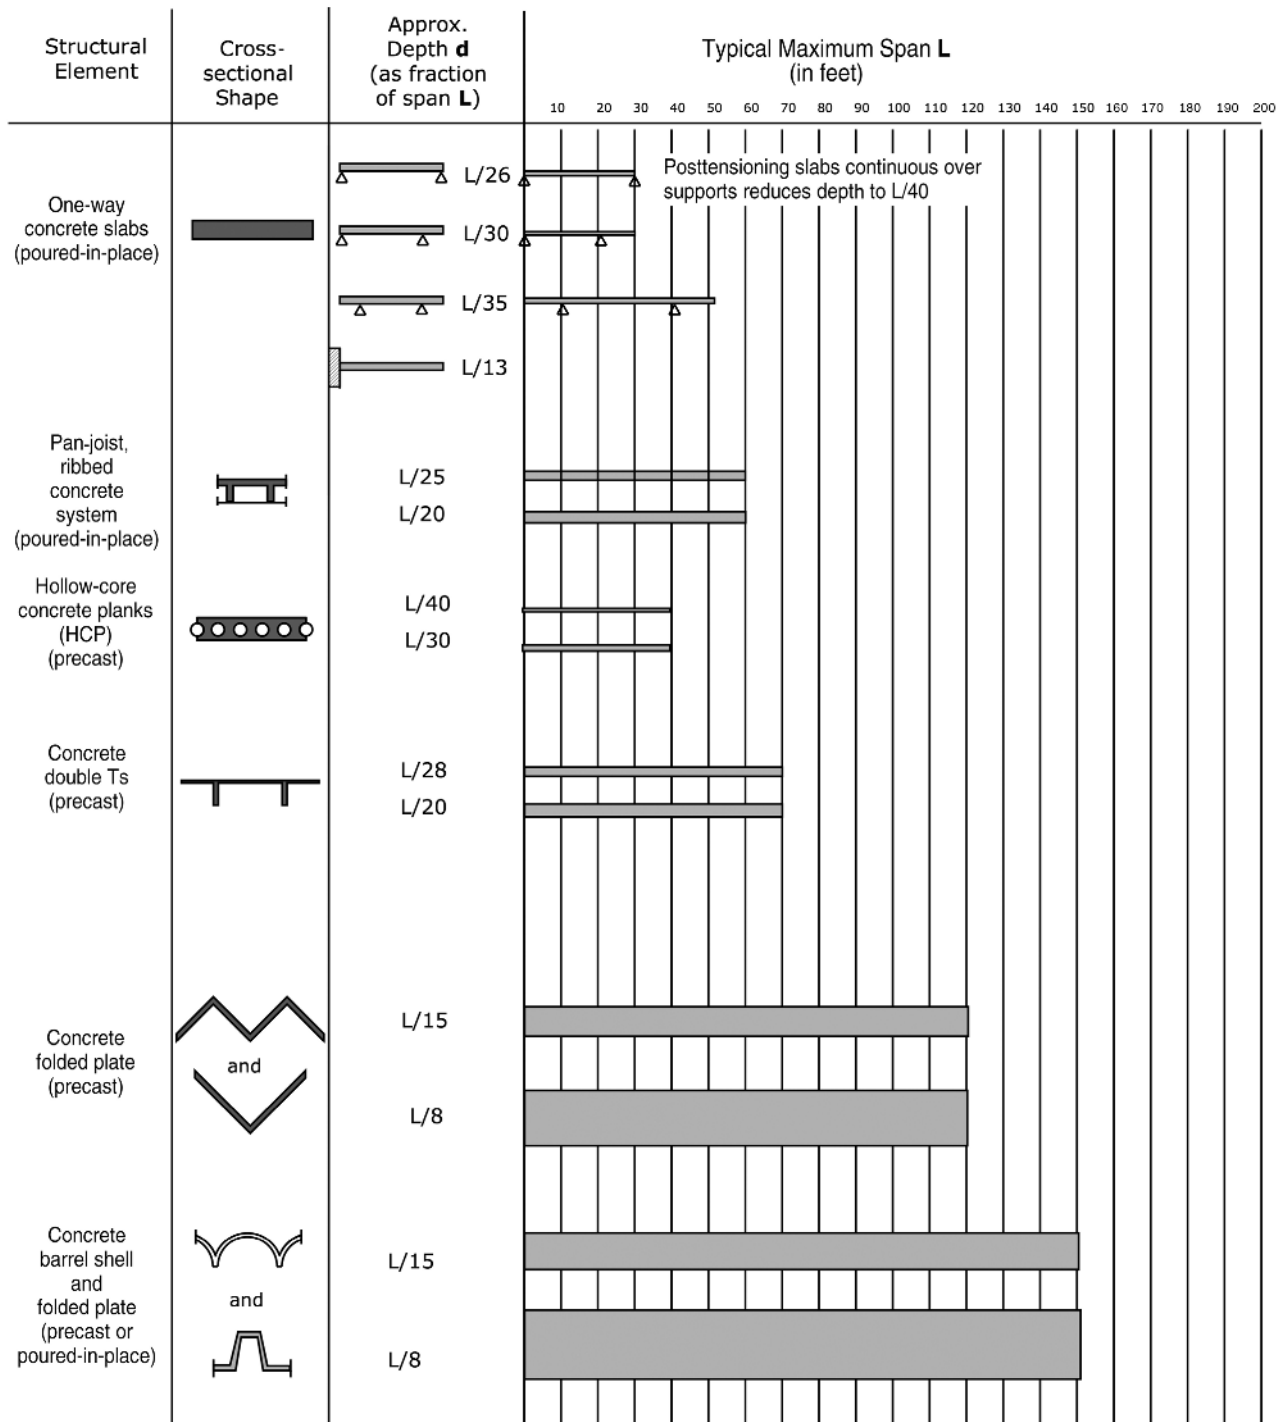 Structural
Element
Cross-
sectional
Shape
Approx.
Depth d
(as fraction
of span L)
Typical Maximum Span L
(in feet)
10 20 30 40 50 60 70 80 90 100 110 120 130 140 150 160 170 180 190 200
One-way
concrete slabs
(poured-in-place)
L/26
Posttensioning slabs continuous over
supports reduces depth to L/40
L/30
L/35
L/13
Pan-joist,
ribbed
concrete
system
(poured-in-place)
L/25
L/20
Hollow-core
concrete planks
(HCP)
(precast)
L/40
L/30
Concrete
double Ts
(precast)
L/28
L/20
Concrete
folded plate
(precast)
and
L/15
L/8
Concrete
barrel shell
and
folded plate
(precast or
poured-in-place)
and
L/15
L/8